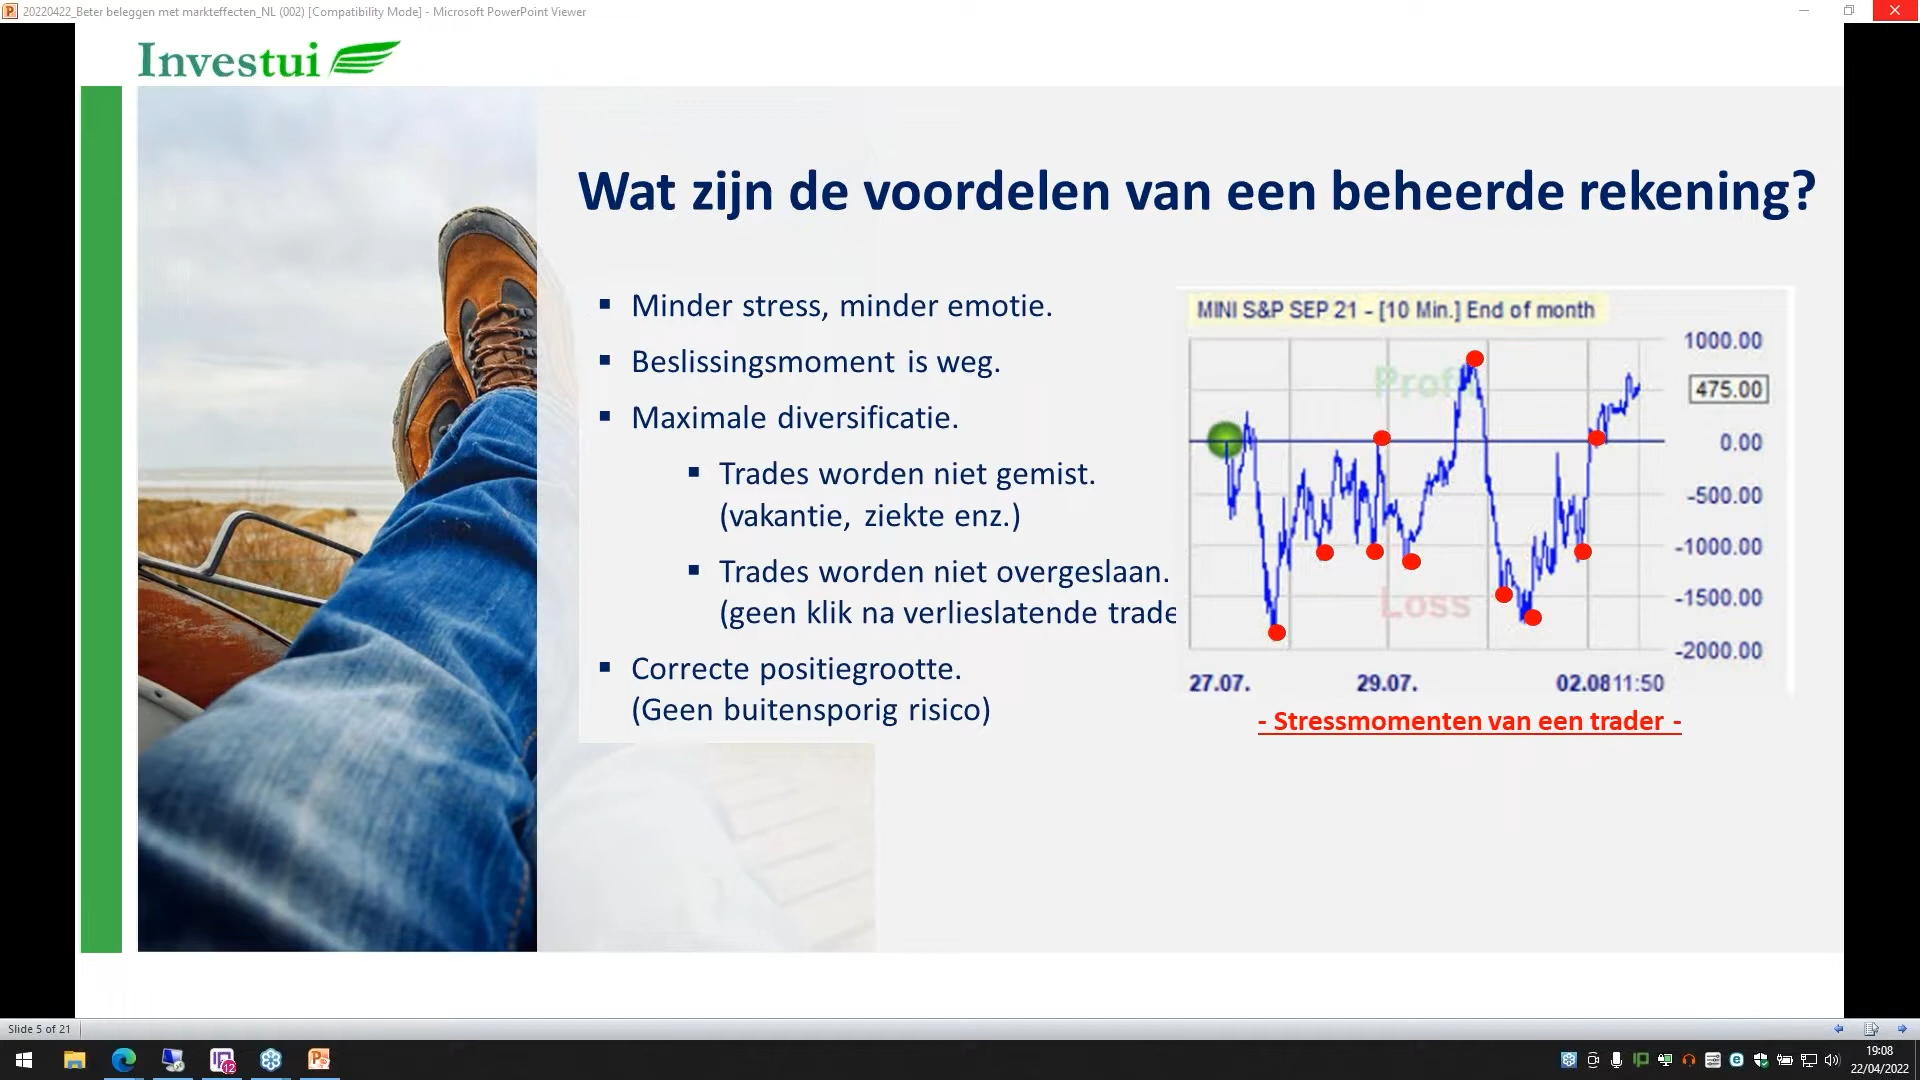 20220422_Beter beleggen met markteffecten_NL (002) [Compatibility Mode] - Microsoft PowerPoint Viewer
Investui
Wat zijn de voordelen van een beheerde rekening?
▪ Minder stress, minder emotie.
▪ Beslissingsmoment is weg.
▪ Maximale diversificatie.
▪ Trades worden niet gemist.
(vakantie, ziekte enz.)
▪ Trades worden niet overgeslaan.
(geen klik na verlieslatende trade
▪ Correcte positiegrootte.
(Geen buitensporig risico)
MINI S&P SEP 21 - [10 Min.] End of month
1000.00
Profi
475.00
0.00
-500.00
-1000.00
-1500.00
Loss
-2000.00
27.07. 29.07. 02.08 11:50
- Stressmomenten van een trader -
Slide 5 of 21
12
19:08
22/04/2022